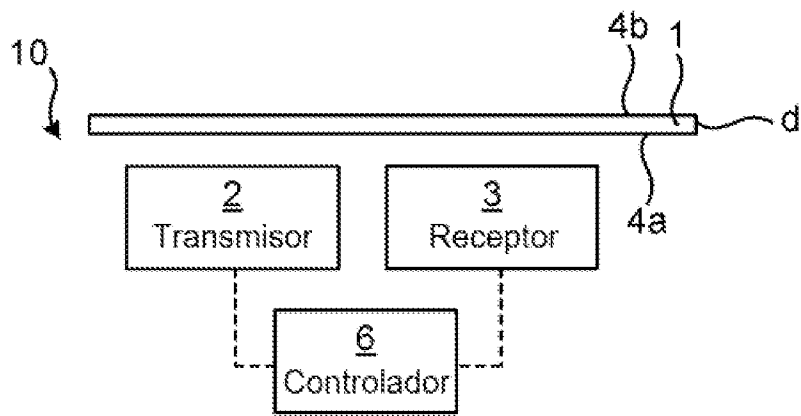 10
4b
1
d
4a
2
Transmisor
3
Receptor
6
Controlador